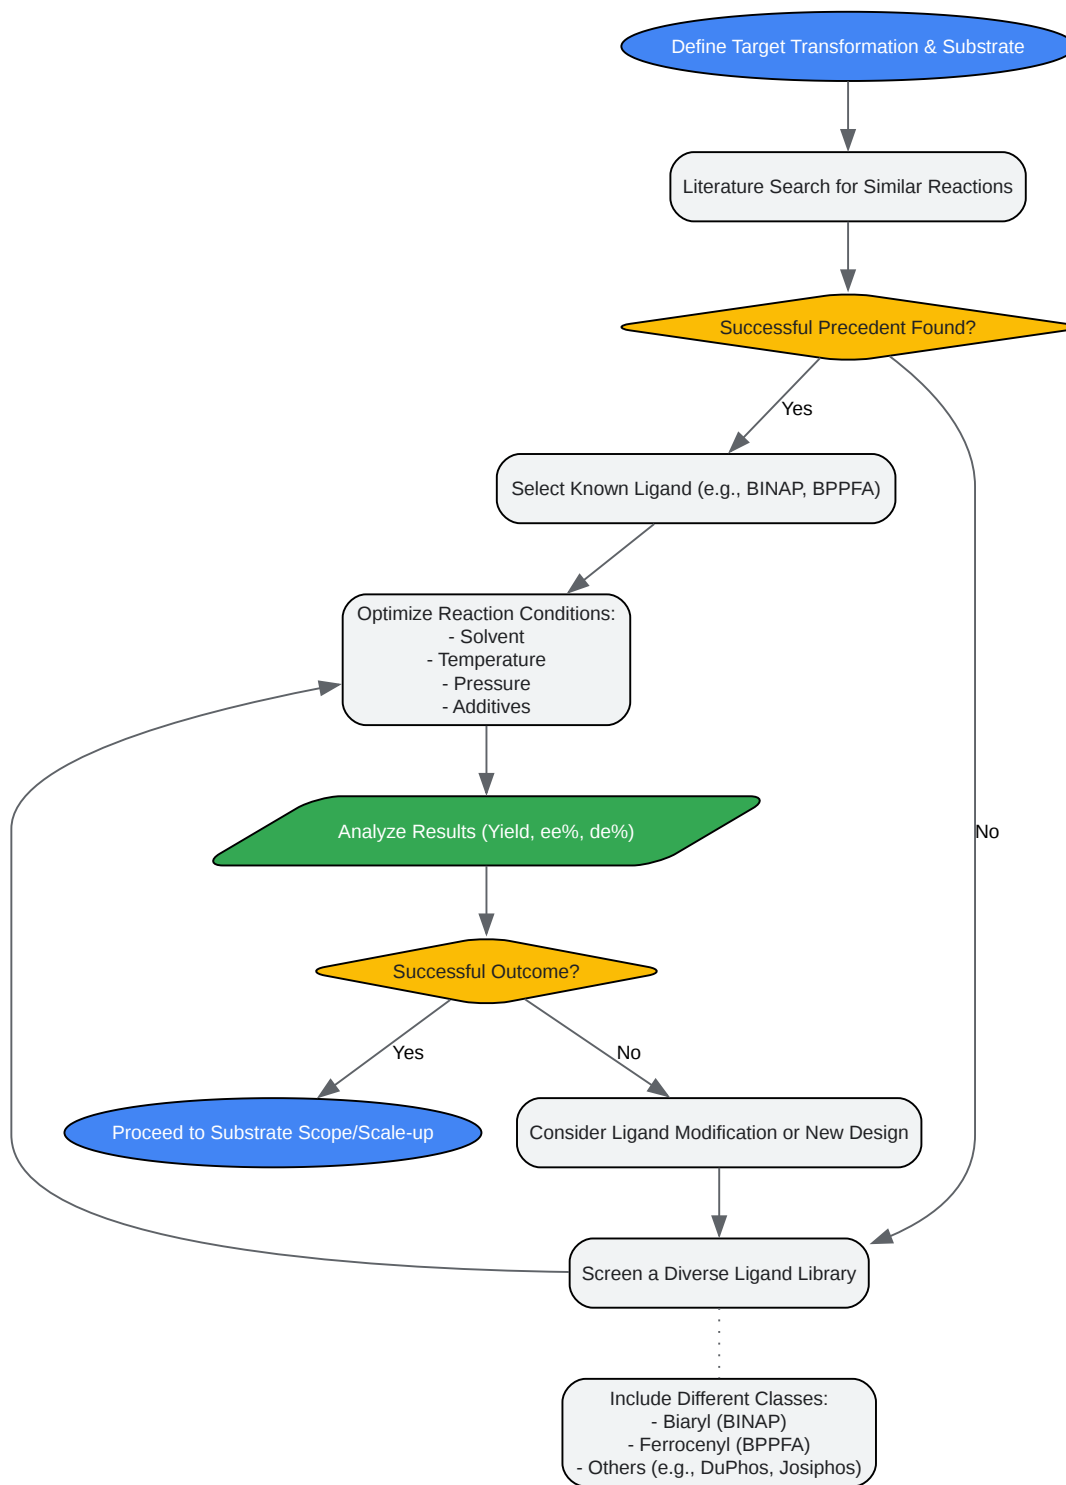 Define Target Transformation & Substrate
Literature Search for Similar Reactions
Successful Precedent Found?
Yes
Select Known Ligand (e.g., BINAP, BPPFA)
Optimize Reaction Conditions:
- Solvent
- Temperature
- Pressure
- Additives
Analyze Results (Yield, ee%, de%)
No
Successful Outcome?
Yes
No
Proceed to Substrate Scope/Scale-up
Consider Ligand Modification or New Design
Screen a Diverse Ligand Library
Include Different Classes:
- Biaryl (BINAP)
- Ferrocenyl (BPPFA)
- Others (e.g., DuPhos, Josiphos)